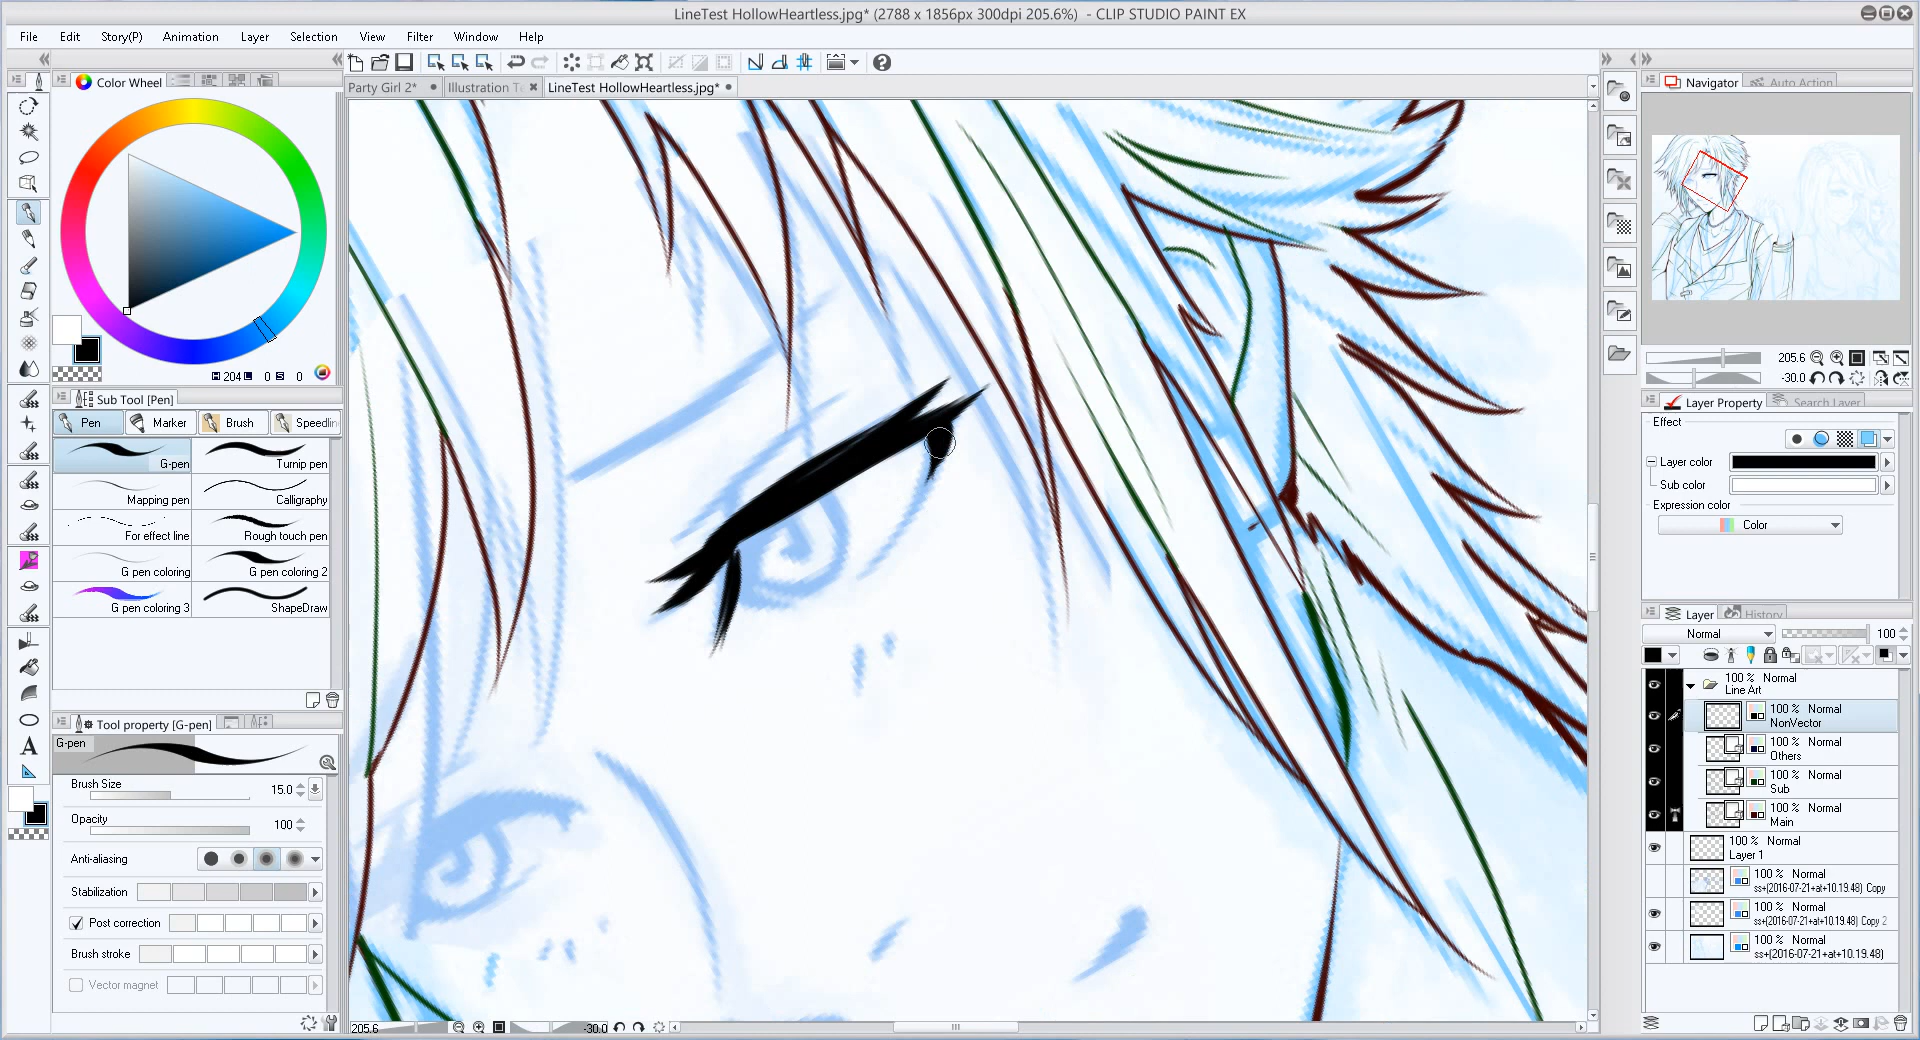 LineTest HollowHeartless.jpg* (2788 x 1856px 300dpi 205.6%) - CLIP STUDIO PAINT EX
File Edit Story(P) Animation Layer Selection View Filter Window Help
Color Wheel
Party Girl 2*
Illustration Te
LineTest HollowHeartless.jpg*
H 204 L 0 S 0
Sub Tool [Pen]
Pen
Marker
Brush
Speedlin
G-pen
Turnip pen
Mapping pen
Calligraphy
For effect line
Rough touch pen
G pen coloring
G pen coloring 2
G pen coloring 3
ShapeDraw
Tool property [G-pen]
G-pen
Brush Size
15.0
Opacity
100
Anti-aliasing
Stabilization
Post correction
Brush stroke
Vector magnet
A
205.6
-30.0
Navigator
Auto Action
205.6
-30.0
Layer Property
Search Layer
Effect
Layer color
Sub color
Expression color
Color
Layer
History
Normal
100
100 % Normal
Line Art
100 % Normal
NonVector
100 % Normal
Others
100 % Normal
Sub
100 % Normal
Main
100 % Normal
Layer 1
100 % Normal
ss+(2016-07-21+at+10.19.48) Copy
100 % Normal
ss+(2016-07-21+at+10.19.48) Copy 2
100 % Normal
ss+(2016-07-21+at+10.19.48)